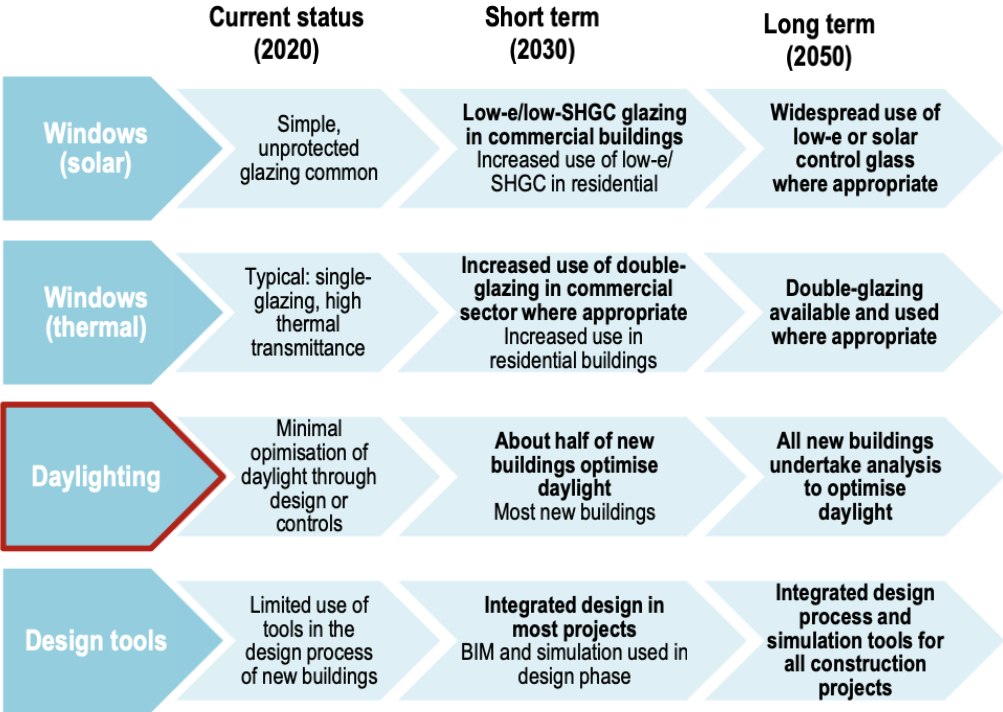 Current status
(2020)
Short term
(2030)
Long term
(2050)
Windows
(solar)
Simple,
unprotected
glazing common
Low-e/low-SHGC glazing
in commercial buildings
Increased use of low-e/
SHGC in residential
Widespread use of
low-e or solar
control glass
where appropriate
Windows
(thermal)
Typical: single-
glazing, high
thermal
transmittance
Increased use of double-
glazing in commercial
sector where appropriate
Increased use in
residential buildings
Double-glazing
available and used
where appropriate
Daylighting
Minimal
opimisation of
daylight through
design or
controls
About half of new
buildings optimise
daylight
Most new buildings
All new buildings
undertake analysis
to optimise
daylight
Design tools
Limited use of
tools in the
design process
of new buildings
Integrated design in
most projects
BIM and simulation used in
design phase
Integrated design
process and
simulation tools for
all construction
projects